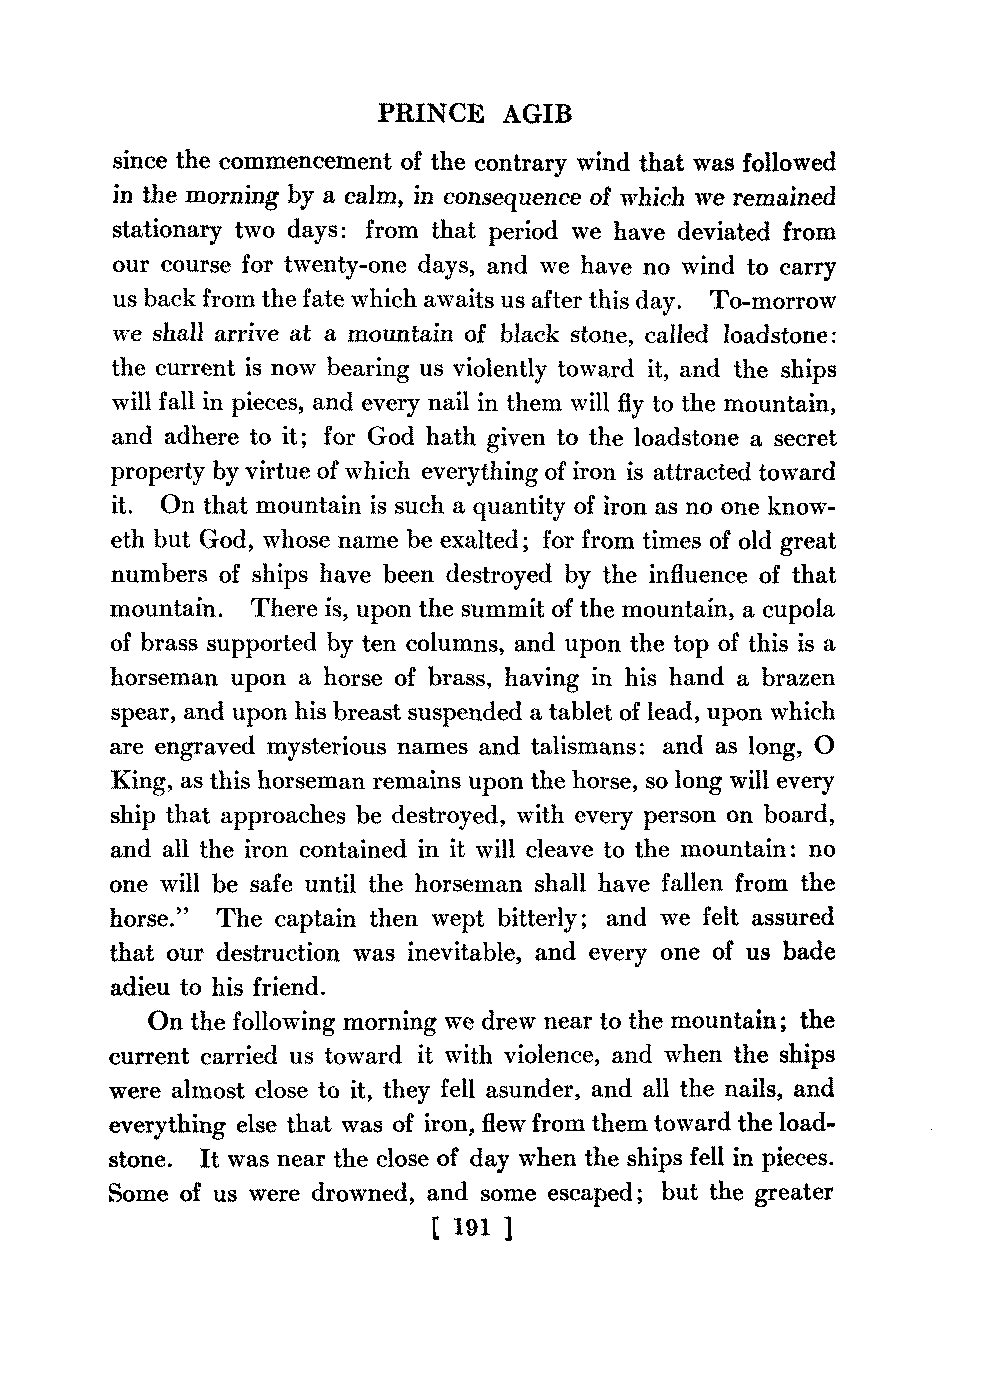 PRINCE AGIB
since the commencement of the contrary wind that was followed
in the morning by a calm, in consequence of which we remained
stationary two days: from that period we have deviated from
our course for twenty-one days, and we have no wind to carry
us back from the fate which awaits us after this day. To-morrow
we shall arrive at a mountain of black stone, called loadstone:
the current is now bearing us violently toward it, and the ships
will fall in pieces, and every nail in them will fly to the mountain,
and adhere to it; for God hath given to the loadstone a secret
property by virtue of which everything of iron is attracted toward
it. On that mountain is such a quantity of iron as no one know-
eth but God, whose name be exalted; for from times of old great
numbers of ships have been destroyed by the influence of that
mountain. There is, upon the summit of the mountain, a cupola
of brass supported by ten columns, and upon the top of this is a
horseman upon a horse of brass, having in his hand a brazen
spear, and upon his breast suspended a tablet of lead, upon which
are engraved mysterious names and talismans: and as long, O
King, as this horseman remains upon the horse, so long will every
ship that approaches be destroyed, with every person on board,
and all the iron contained in it will cleave to the mountain: no
one will be safe until the horseman shall have fallen from the
horse.” The captain then wept bitterly; and we felt assured
that our destruction was inevitable, and every one of us bade
adieu to his friend.
On the following morning we drew near to the mountain; the
current carried us toward it with violence, and when the ships
were almost close to it, they fell asunder, and all the nails, and
everything else that was of iron, flew from them toward the load-
stone. It was near the close of day when the ships fell in pieces.
Some of us were drowned, and some escaped; but the greater
[ 191 ]